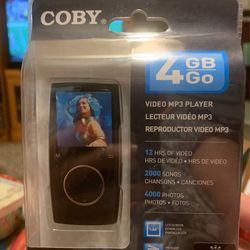 COBY
4 GB
Go
VIDEO MP3 PLAYER
LECTEUR VIDÉO MP3
REPRODUCTOR VIDEO MP3
12 HRS OF VIDEO
HRS DE VIDÉO • HRS DE VIDEO
2000 SONGS
CHANSONS • CANCIONES
4000 PHOTOS
PHOTOS • FOTOS